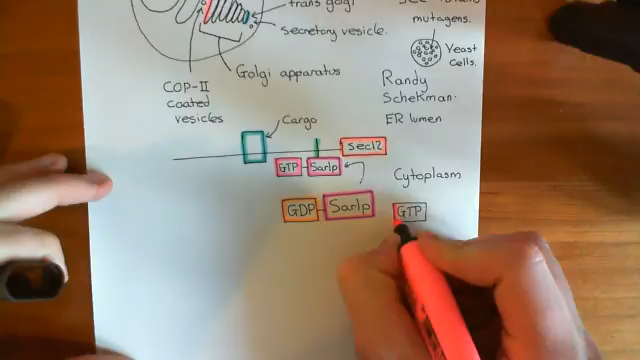 trans golgi
secretory vesicle.
Golgi apparatus
COP-II
coated
vesicles
mutagens.
Yeast
cells.
Randy
Schekman.
ER lumen
Cargo
Sec12
GTP
Sar1p
Cytoplasm
GDP
Sar1p
GTP